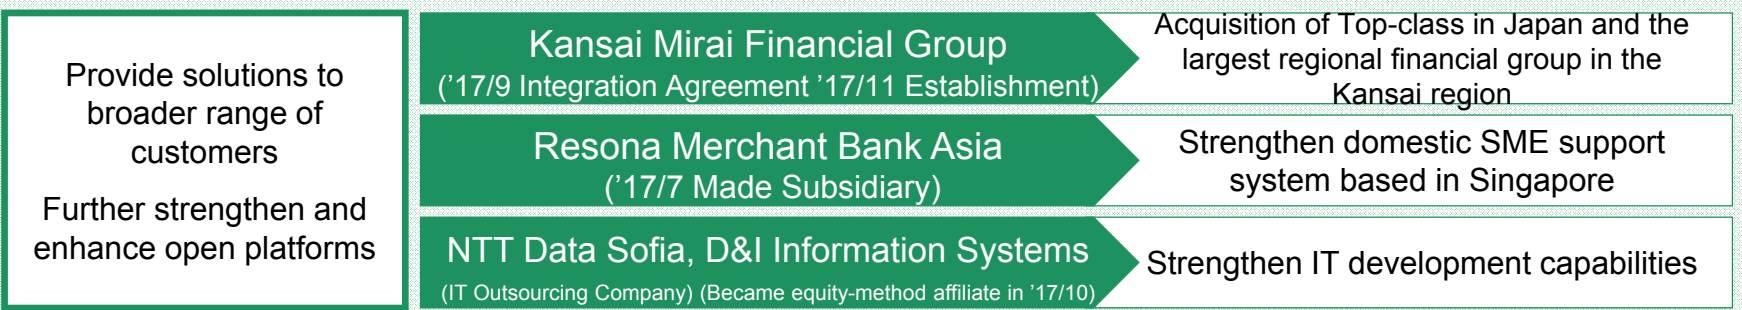 Provide solutions to
broader range of
customers
Further strengthen and
enhance open platforms
Kansai Mirai Financial Group
(’17/9 Integration Agreement ’17/11 Establishment)
Acquisition of Top-class in Japan and the
largest regional financial group in the
Kansai region
Resona Merchant Bank Asia
(’17/7 Made Subsidiary)
Strengthen domestic SME support
system based in Singapore
NTT Data Sofia, D&I Information Systems
(IT Outsourcing Company) (Became equity-method affiliate in ’17/10)
Strengthen IT development capabilities